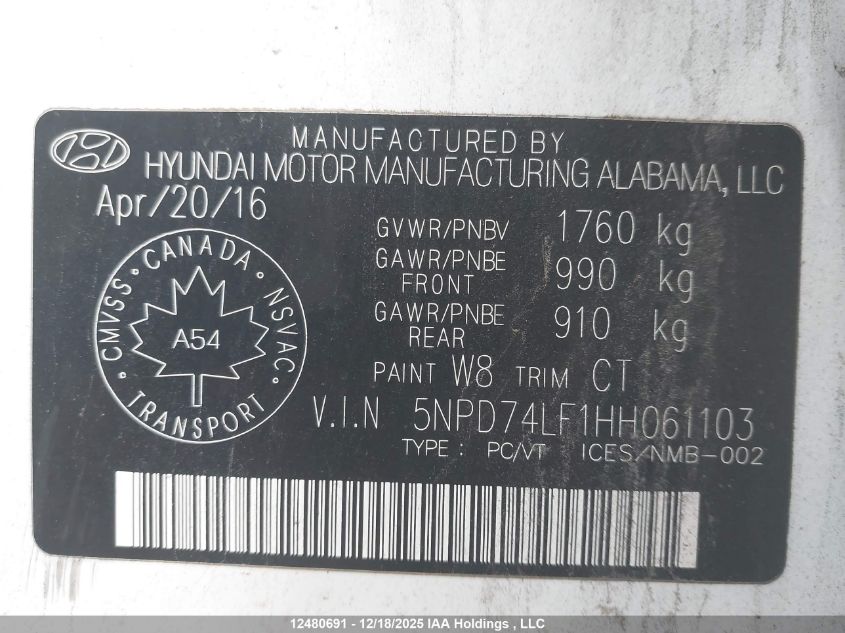 MANUFACTURED BY
HYUNDAI MOTOR MANUFACTURING ALABAMA, LLC
Apr/20/16
GVWR/PNBV 1760 kg
GAWR/PNBE FRONT 990 kg
GAWR/PNBE REAR 910 kg
PAINT W8 TRIM CT
CANADA • NSVAC • TRANSPORT • CMVSS •
A54
V.I.N 5NPD74LF1HH061103
TYPE : PC/VT ICES/NMB-002
12480691 - 12/18/2025 IAA Holdings , LLC